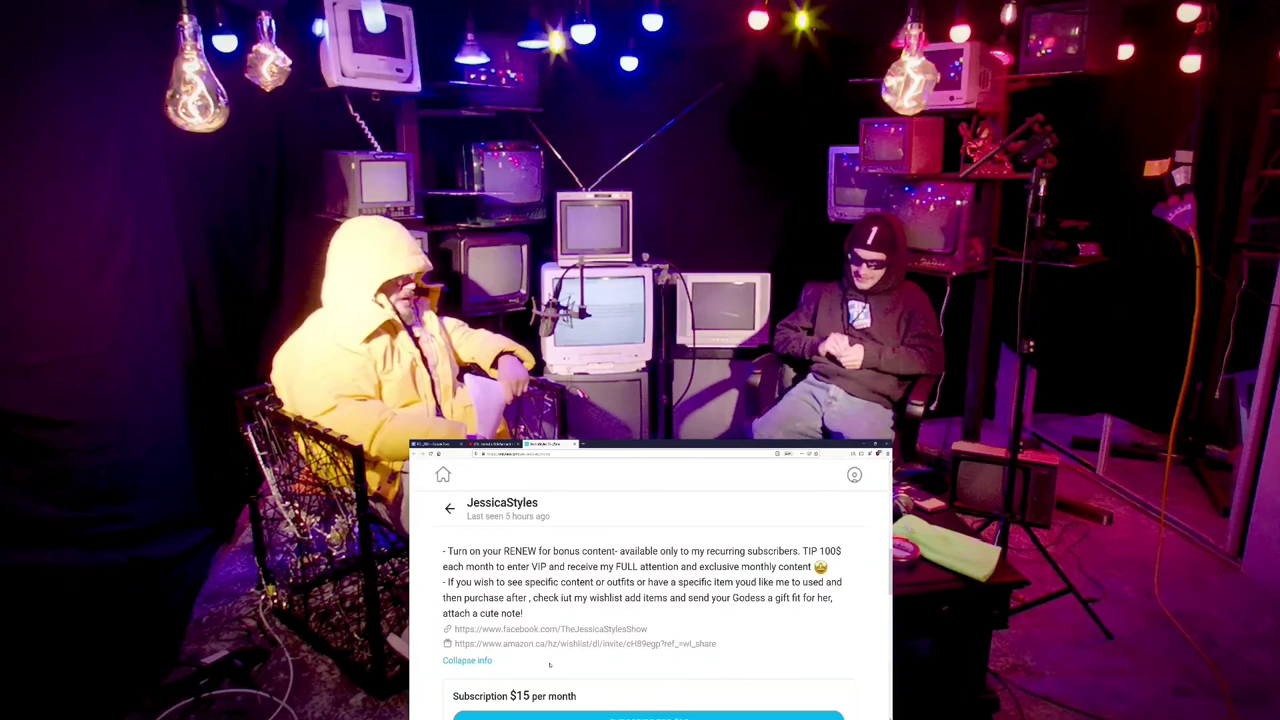 1
JessicaStyles
Last seen 5 hours ago
- Turn on your RENEW for bonus content- available only to my recurring subscribers. TIP 100$
each month to enter VIP and receive my FULL attention and exclusive monthly content 🤩
- If you wish to see specific content or outfits or have a specific item youd like me to used and
then purchase after , check iut my wishlist add items and send your Godess a gift fit for her,
attach a cute note!
https://www.facebook.com/TheJessicaStylesShow
https://www.amazon.ca/hz/wishlist/dl/invite/cH89egp?ref_=wl_share
Collapse info
Subscription $15 per month